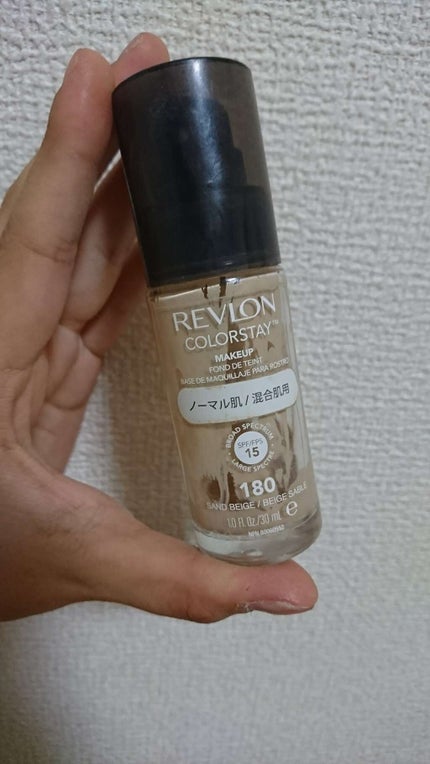 REVLON
COLORSTAY™
MAKEUP
FOND DE TEINT
BASE DE MAQUILLAJE PARA ROSTRO
ノーマル肌 / 混合肌用
BROAD SPECTRUM
SPF/FPS
15
LARGE SPECTRE
180
SAND BEIGE / BEIGE SABLE
1.0 Fl. Oz / 30 mL e